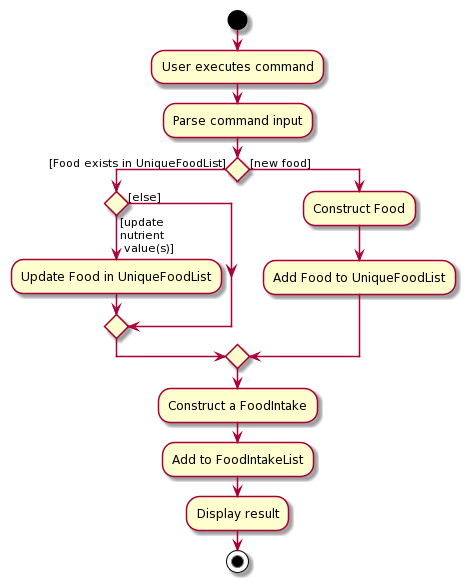 User executes command
Parse command input
[Food exists in UniqueFoodList]
[new food]
[else]
[update
nutrient
value(s)]
Construct Food
Update Food in UniqueFoodList
Add Food to UniqueFoodList
Construct a FoodIntake
Add to FoodIntakeList
Display result